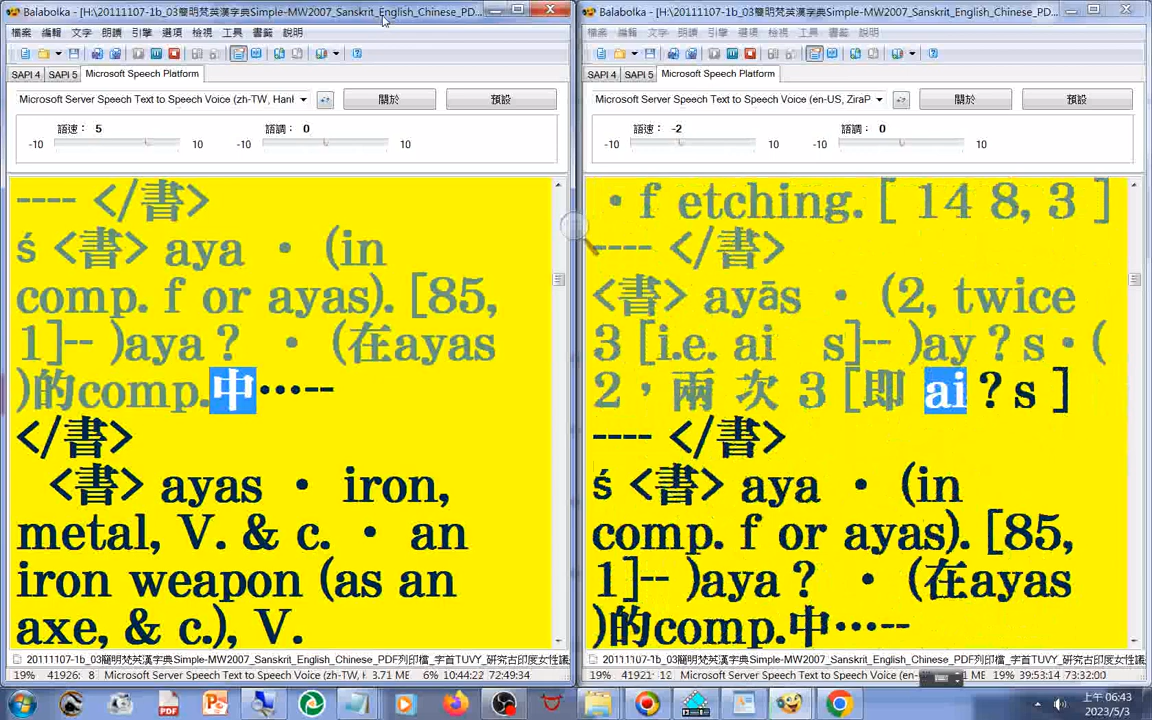 Balabolka - [H:\20111107-1b_03簡明梵英漢字典Simple-MW2007_Sanskrit_English_Chinese_PD...
檔案 編輯 文字 朗讀 引擎 選項 檢視 工具 書籤 說明
SAPI 4 SAPI 5 Microsoft Speech Platform
Microsoft Server Speech Text to Speech Voice (zh-TW, Hanl
關於 預設
語速： 5 語調： 0
-10 10 -10 10
---- </書>
ś <書> aya • (in
comp. f or ayas). [85,
1]-- )aya？ • (在ayas
)的comp.中…--
</書>
<書> ayas • iron,
metal, V. & c. • an
iron weapon (as an
axe, & c.), V.
20111107-1b_03簡明梵英漢字典Simple-MW2007_Sanskrit_English_Chinese_PDF列印檔_字首TUVY_研究古印度女性議
19% 41926: 8 Microsoft Server Speech Text to Speech Voice (zh-TW, H 3.71 MB 6% 10:44:22 72:49:34
Balabolka - [H:\20111107-1b_03簡明梵英漢字典Simple-MW2007_Sanskrit_English_Chinese_PD...
檔案 編輯 文字 朗讀 引擎 選項 檢視 工具 書籤 說明
SAPI 4 SAPI 5 Microsoft Speech Platform
Microsoft Server Speech Text to Speech Voice (en-US, ZiraP
關於 預設
語速： -2 語調： 0
-10 10 -10 10
• f etching. [ 14 8, 3 ]
---- </書>
<書> ayās • (2, twice
3 [i.e. ai s]-- )ay？s•(
2，兩 次 3 [即 ai？s ]
---- </書>
ś <書> aya • (in
comp. f or ayas). [85,
1]-- )aya？ • (在ayas
)的comp.中…--
20111107-1b_03簡明梵英漢字典Simple-MW2007_Sanskrit_English_Chinese_PDF列印檔_字首TUVY_研究古印度女性議
19% 41921: 12 Microsoft Server Speech Text to Speech Voice 19% 39:53:14 73:32:00
上午 06:43
2023/5/3